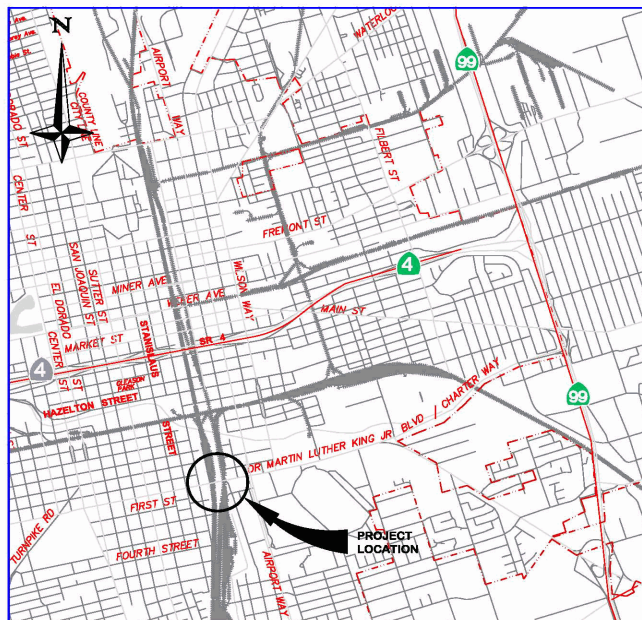 N
99
WATERLOO
AIRPORT
WAY
COUNTY LINE
CITY LINE
FILBERT ST
CENTER
ST
FREMONT ST
SUTTER ST
SAN JOAQUIN ST
EL DORADO
CENTER ST
ST
MINER AVE
WEBER AVE
WILSON WAY
4
MAIN ST
MARKET ST
SR 4
STANISLAUS
STREET
4
GLEASON
PARK
HAZELTON STREET
99
DR MARTIN LUTHER KING JR BLVD / CHARTER WAY
FIRST ST
FOURTH STREET
TURNPIKE RD
AIRPORT WAY
PROJECT
LOCATION